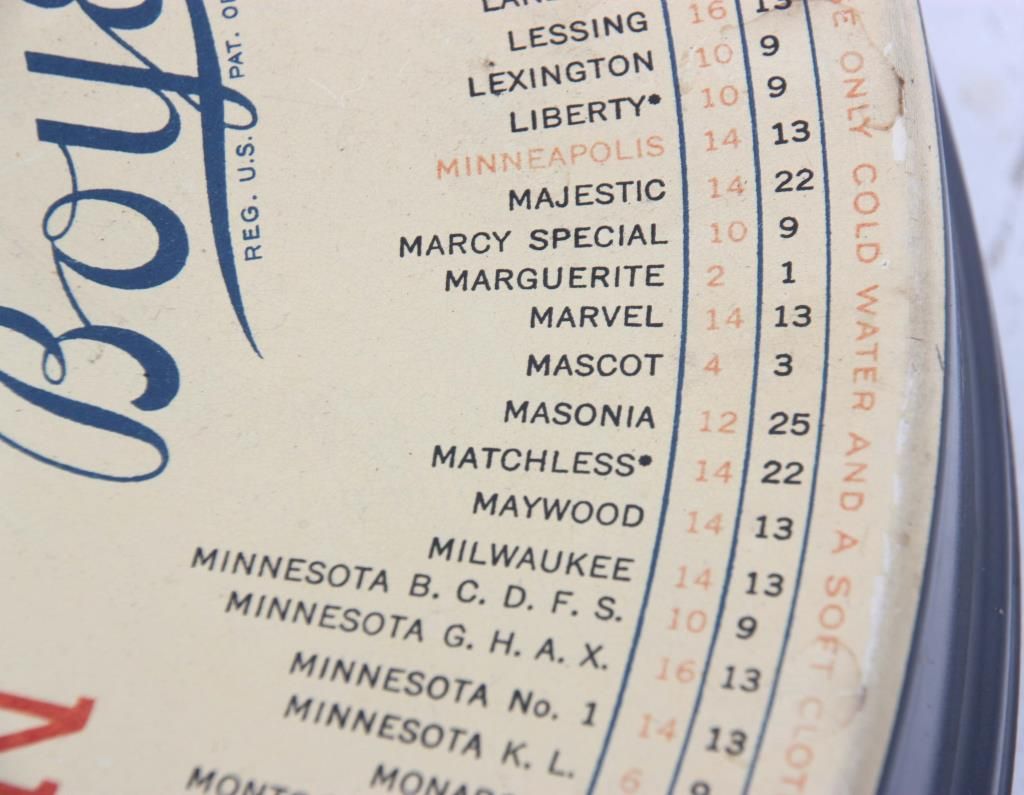 LESSING 16 13
LEXINGTON 10 9
LIBERTY* 10 9
MINNEAPOLIS 14 13
MAJESTIC 14 22
MARCY SPECIAL 10 9
MARGUERITE 2 1
MARVEL 14 13
MASCOT 4 3
MASONIA 12 25
MATCHLESS* 14 22
MAYWOOD 14 13
MILWAUKEE 14 13
MINNESOTA B. C. D. F. S. 10 9
MINNESOTA G. H. A. X. 16 13
MINNESOTA No. 1 14 13
MINNESOTA K. L. 6 9
REG. U.S. PAT.
ONLY COLD WATER AND A SOFT